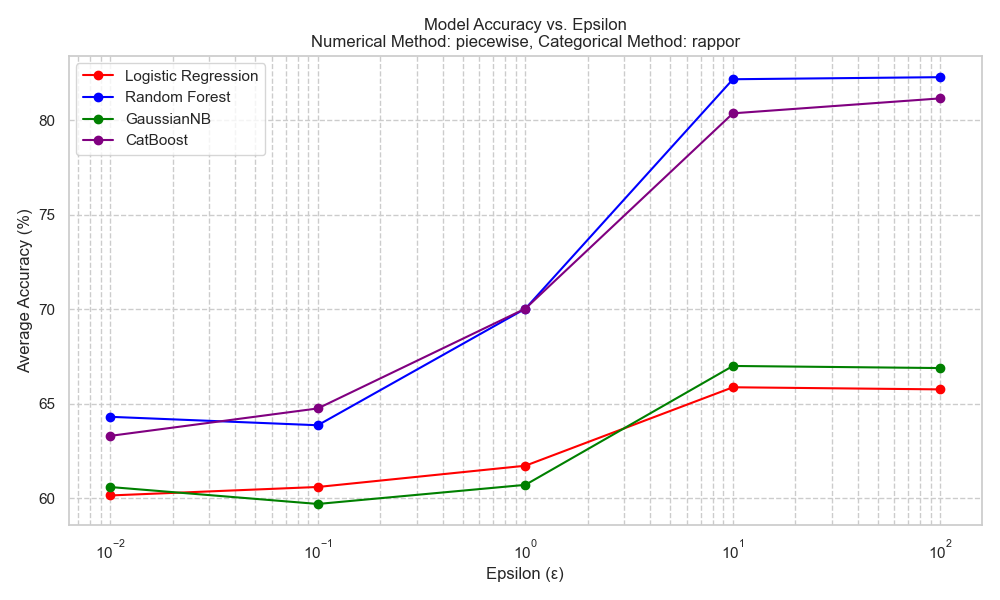 Model Accuracy vs. Epsilon
Numerical Method: piecewise, Categorical Method: rappor
Logistic Regression
Random Forest
GaussianNB
CatBoost
Average Accuracy (%)
80
75
70
65
60
10⁻² 10⁻¹ 10⁰ 10¹ 10²
Epsilon (ε)